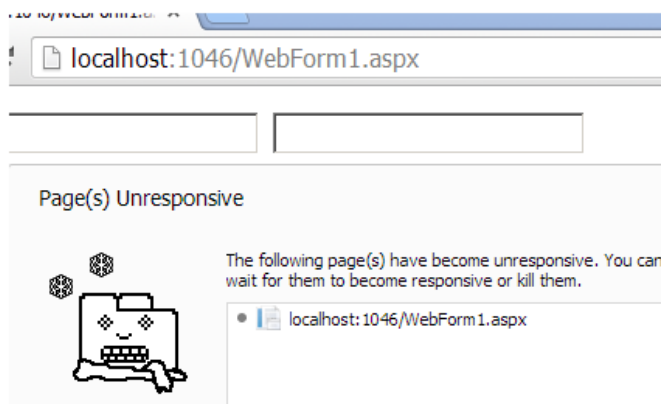 localhost:1046/WebForm1.aspx
Page(s) Unresponsive
The following page(s) have become unresponsive. You can
wait for them to become responsive or kill them.
localhost:1046/WebForm1.aspx